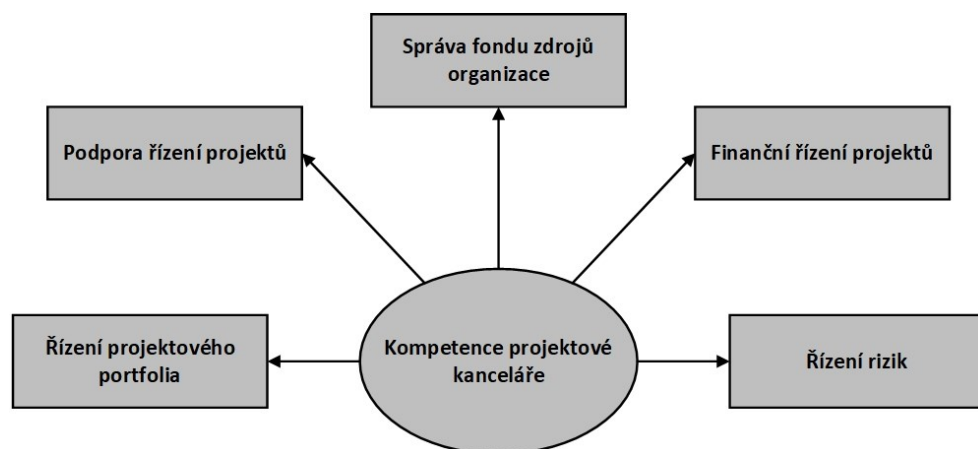 Správa fondu zdrojů
organizace
Podpora řízení projektů
Finanční řízení projektů
Řízení projektového
portfolia
Kompetence projektové
kanceláře
Řízení rizik